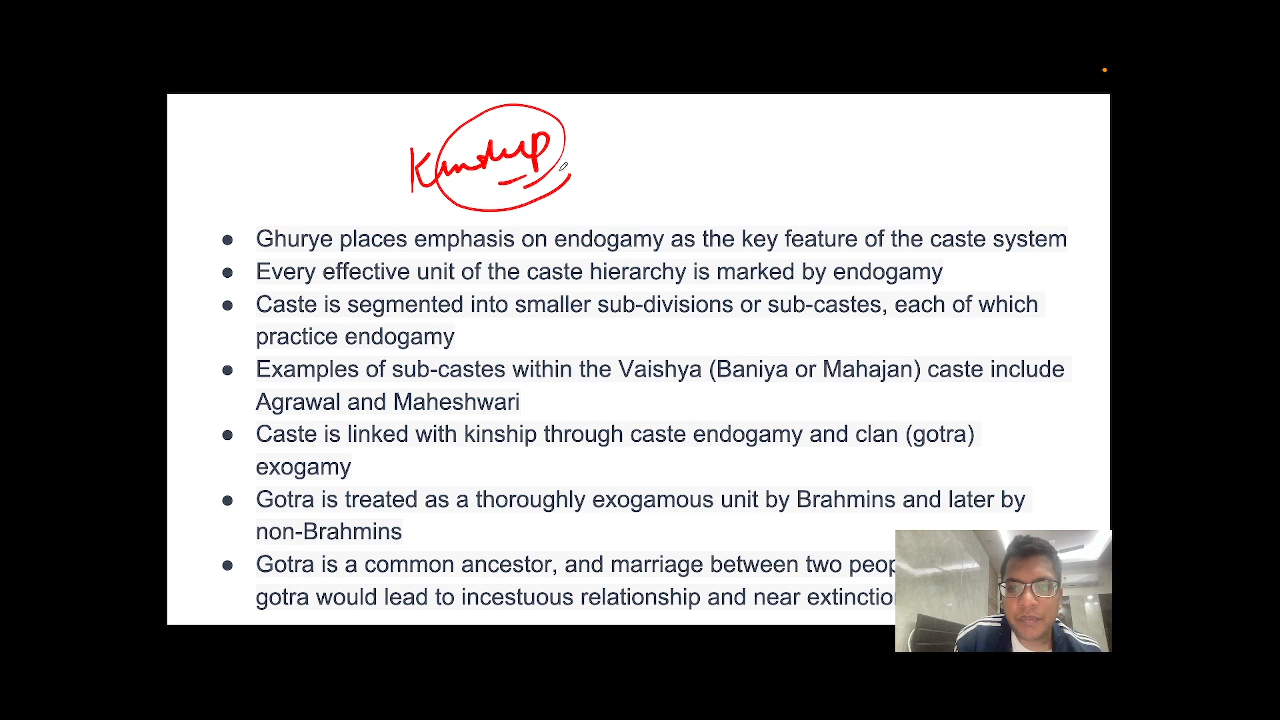 Kinship
● Ghurye places emphasis on endogamy as the key feature of the caste system
● Every effective unit of the caste hierarchy is marked by endogamy
● Caste is segmented into smaller sub-divisions or sub-castes, each of which
practice endogamy
● Examples of sub-castes within the Vaishya (Baniya or Mahajan) caste include
Agrawal and Maheshwari
● Caste is linked with kinship through caste endogamy and clan (gotra)
exogamy
● Gotra is treated as a thoroughly exogamous unit by Brahmins and later by
non-Brahmins
● Gotra is a common ancestor, and marriage between two
gotra would lead to incestuous relationship and near